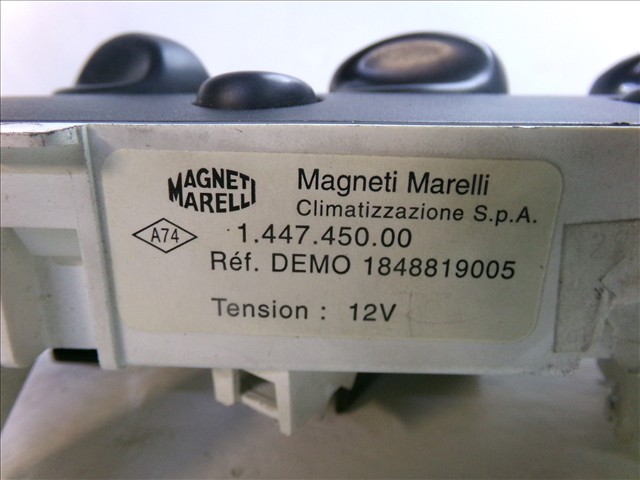 MAGNETI
MARELLI
Magneti Marelli
Climatizzazione S.p.A.
A74
1.447.450.00
Réf. DEMO 1848819005
Tension : 12V